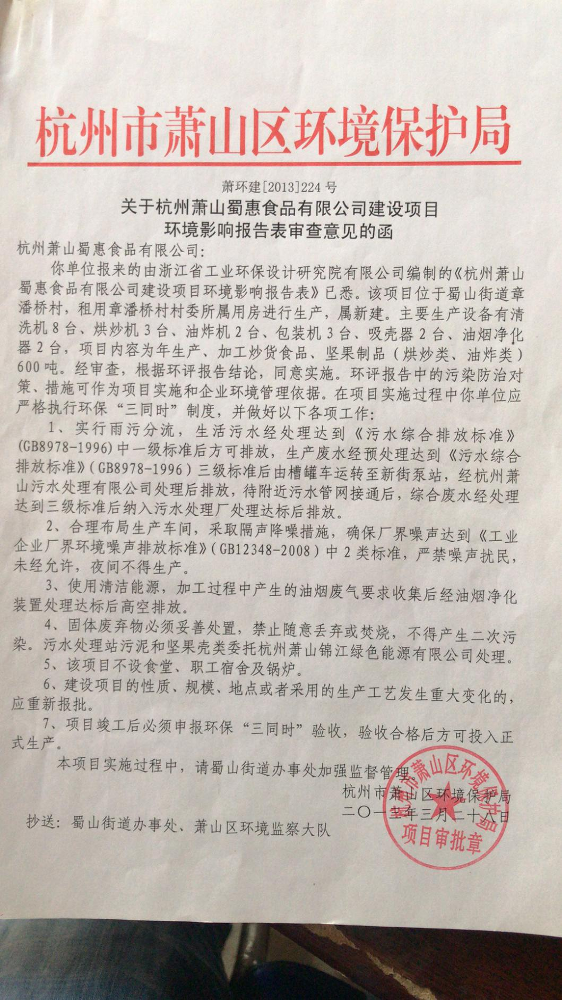 杭州市萧山区环境保护局
萧环建[2013]224 号
关于杭州萧山蜀惠食品有限公司建设项目
环境影响报告表审查意见的函
杭州萧山蜀惠食品有限公司：
你单位报来的由浙江省工业环保设计研究院有限公司编制的《杭州萧山
蜀惠食品有限公司建设项目环境影响报告表》已悉。该项目位于蜀山街道章
潘桥村，租用章潘桥村村委所属用房进行生产，属新建。主要生产设备有清
洗机 8 台、烘炒机 3 台、油炸机 2 台、包装机 3 台、吸壳器 2 台、油烟净化
器 2 台，项目内容为年生产、加工炒货食品、坚果制品（烘炒类、油炸类）
600 吨。经审查，根据环评报告结论，同意实施。环评报告中的污染防治对
策、措施可作为项目实施和企业环境管理依据。在项目实施过程中你单位应
严格执行环保“三同时”制度，并做好以下各项工作：
1、实行雨污分流，生活污水经处理达到《污水综合排放标准》
(GB8978-1996)中一级标准后方可排放，生产废水经预处理达到《污水综合
排放标准》(GB8978-1996）三级标准后由槽罐车运转至新街泵站，经杭州萧
山污水处理有限公司处理后排放，待附近污水管网接通后，综合废水经处理
达到三级标准后纳入污水处理厂处理达标后排放。
2、合理布局生产车间，采取隔声降噪措施，确保厂界噪声达到《工业
企业厂界环境噪声排放标准》(GB12348-2008）中 2 类标准，严禁噪声扰民，
未经允许，夜间不得生产。
3、使用清洁能源，加工过程中产生的油烟废气要求收集后经油烟净化
装置处理达标后高空排放。
4、固体废弃物必须妥善处置，禁止随意丢弃或焚烧，不得产生二次污
染。污水处理站污泥和坚果壳类委托杭州萧山锦江绿色能源有限公司处理。
5、该项目不设食堂、职工宿舍及锅炉。
6、建设项目的性质、规模、地点或者采用的生产工艺发生重大变化的，
应重新报批。
7、项目竣工后必须申报环保“三同时”验收，验收合格后方可投入正
式生产。
本项目实施过程中，请蜀山街道办事处加强监督管理。
杭州市萧山区环境保护局
二〇一三年三月二十八日
抄送：蜀山街道办事处、萧山区环境监察大队
杭州市萧山区环境保护局
项目审批章